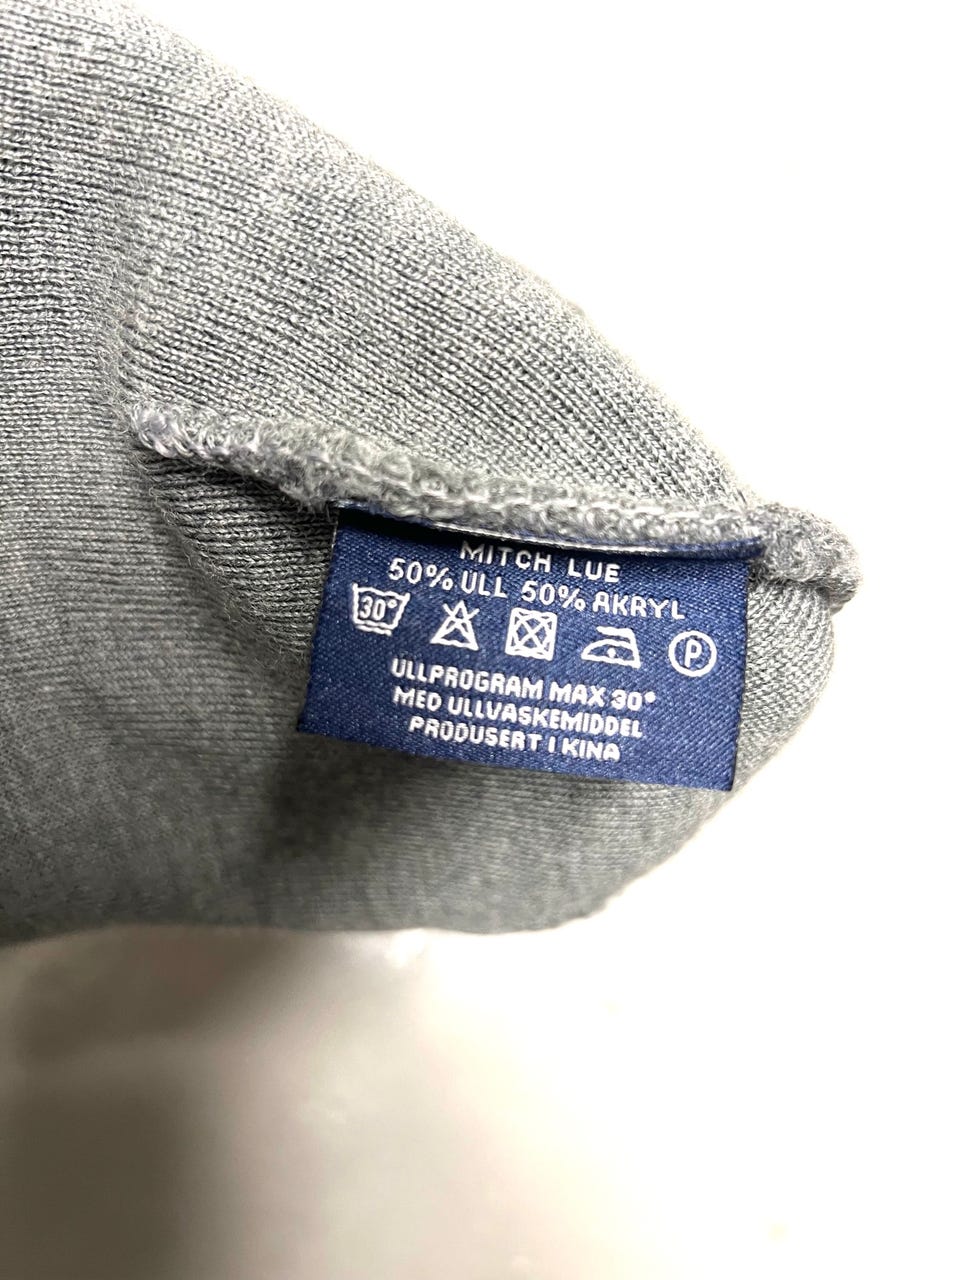 MITCH LUE
50% ULL 50% AKRYL
30° P
ULLPROGRAM MAX 30°
MED ULLVASKEMIDDEL
PRODUSERT I KINA